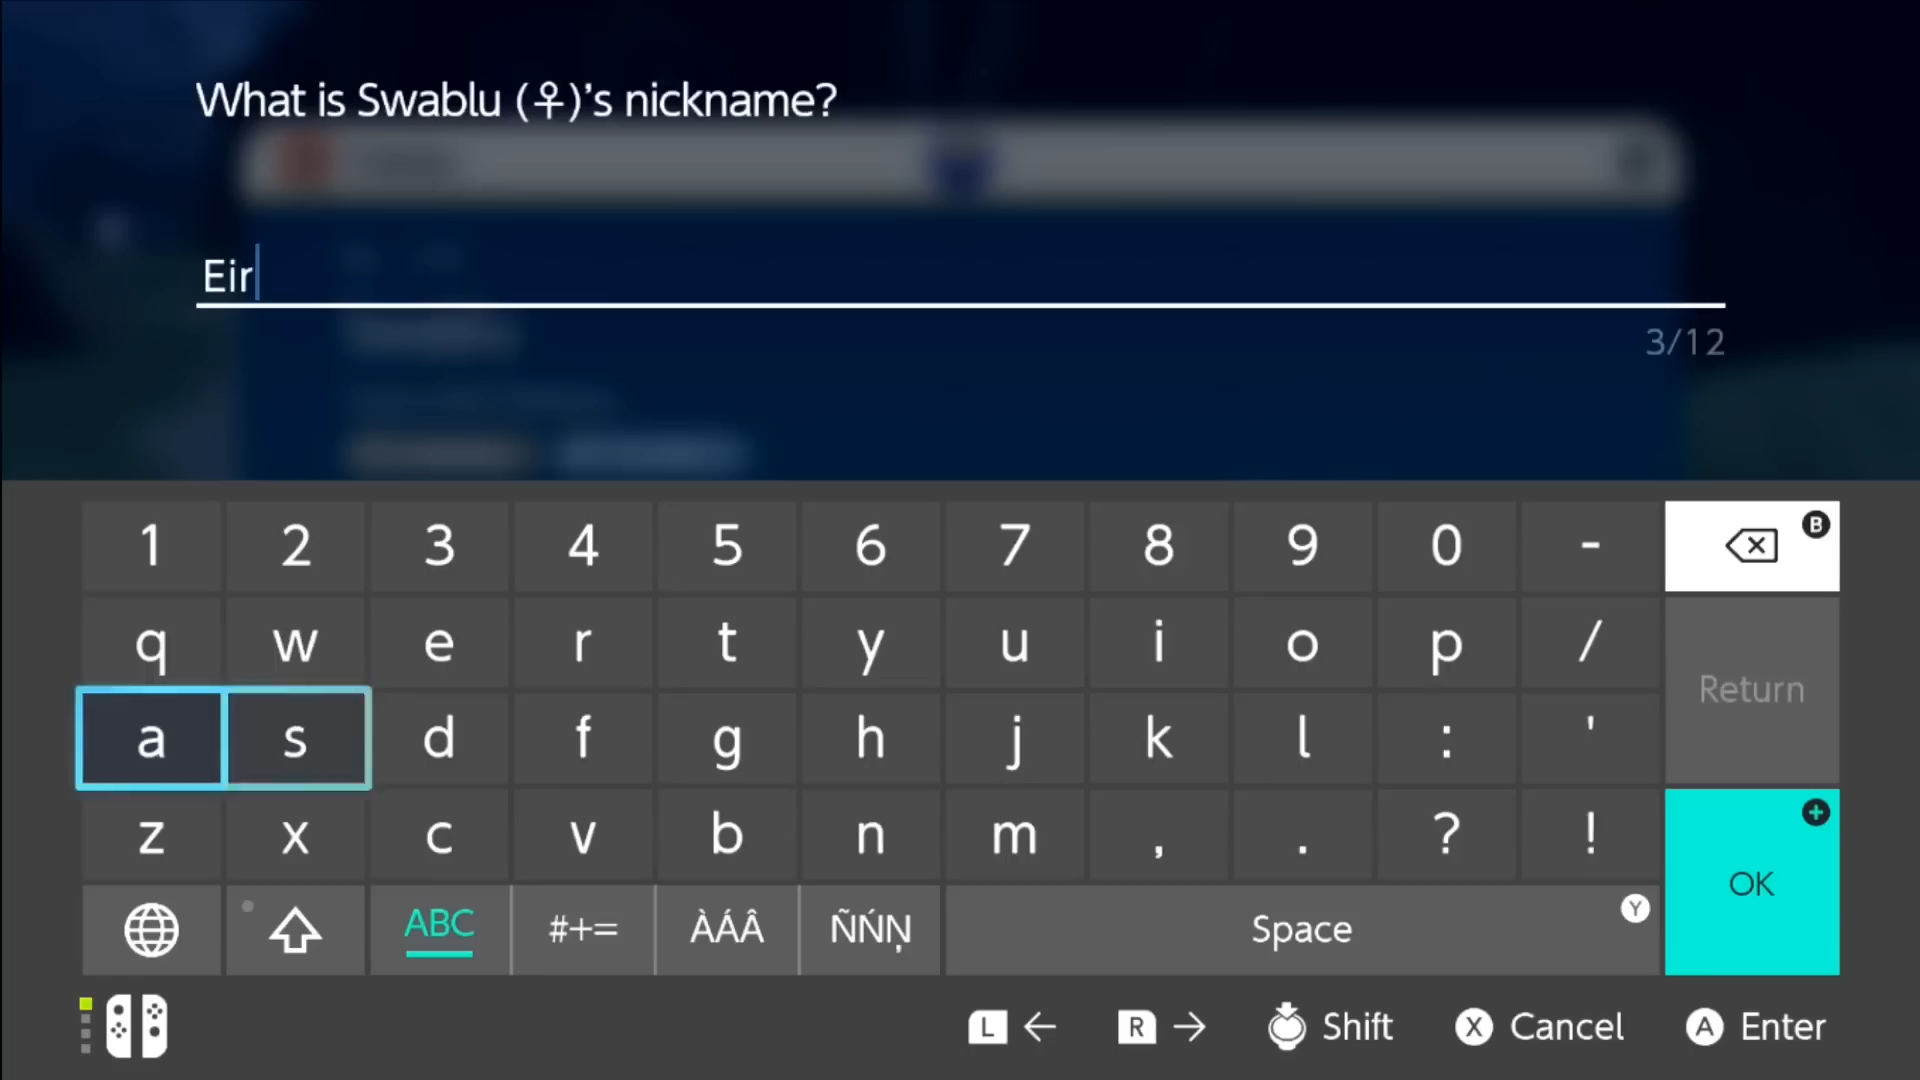 What is Swablu (♀)'s nickname?
Eir
3/12
1 2 3 4 5 6 7 8 9 0 - B
q w e r t y u i o p /
Return
a s d f g h j k l : '
z x c v b n m , . ? !
+
OK
ABC #+= ÀÁÂ ÑŃŅ Space Y
L ← R → Shift X Cancel A Enter